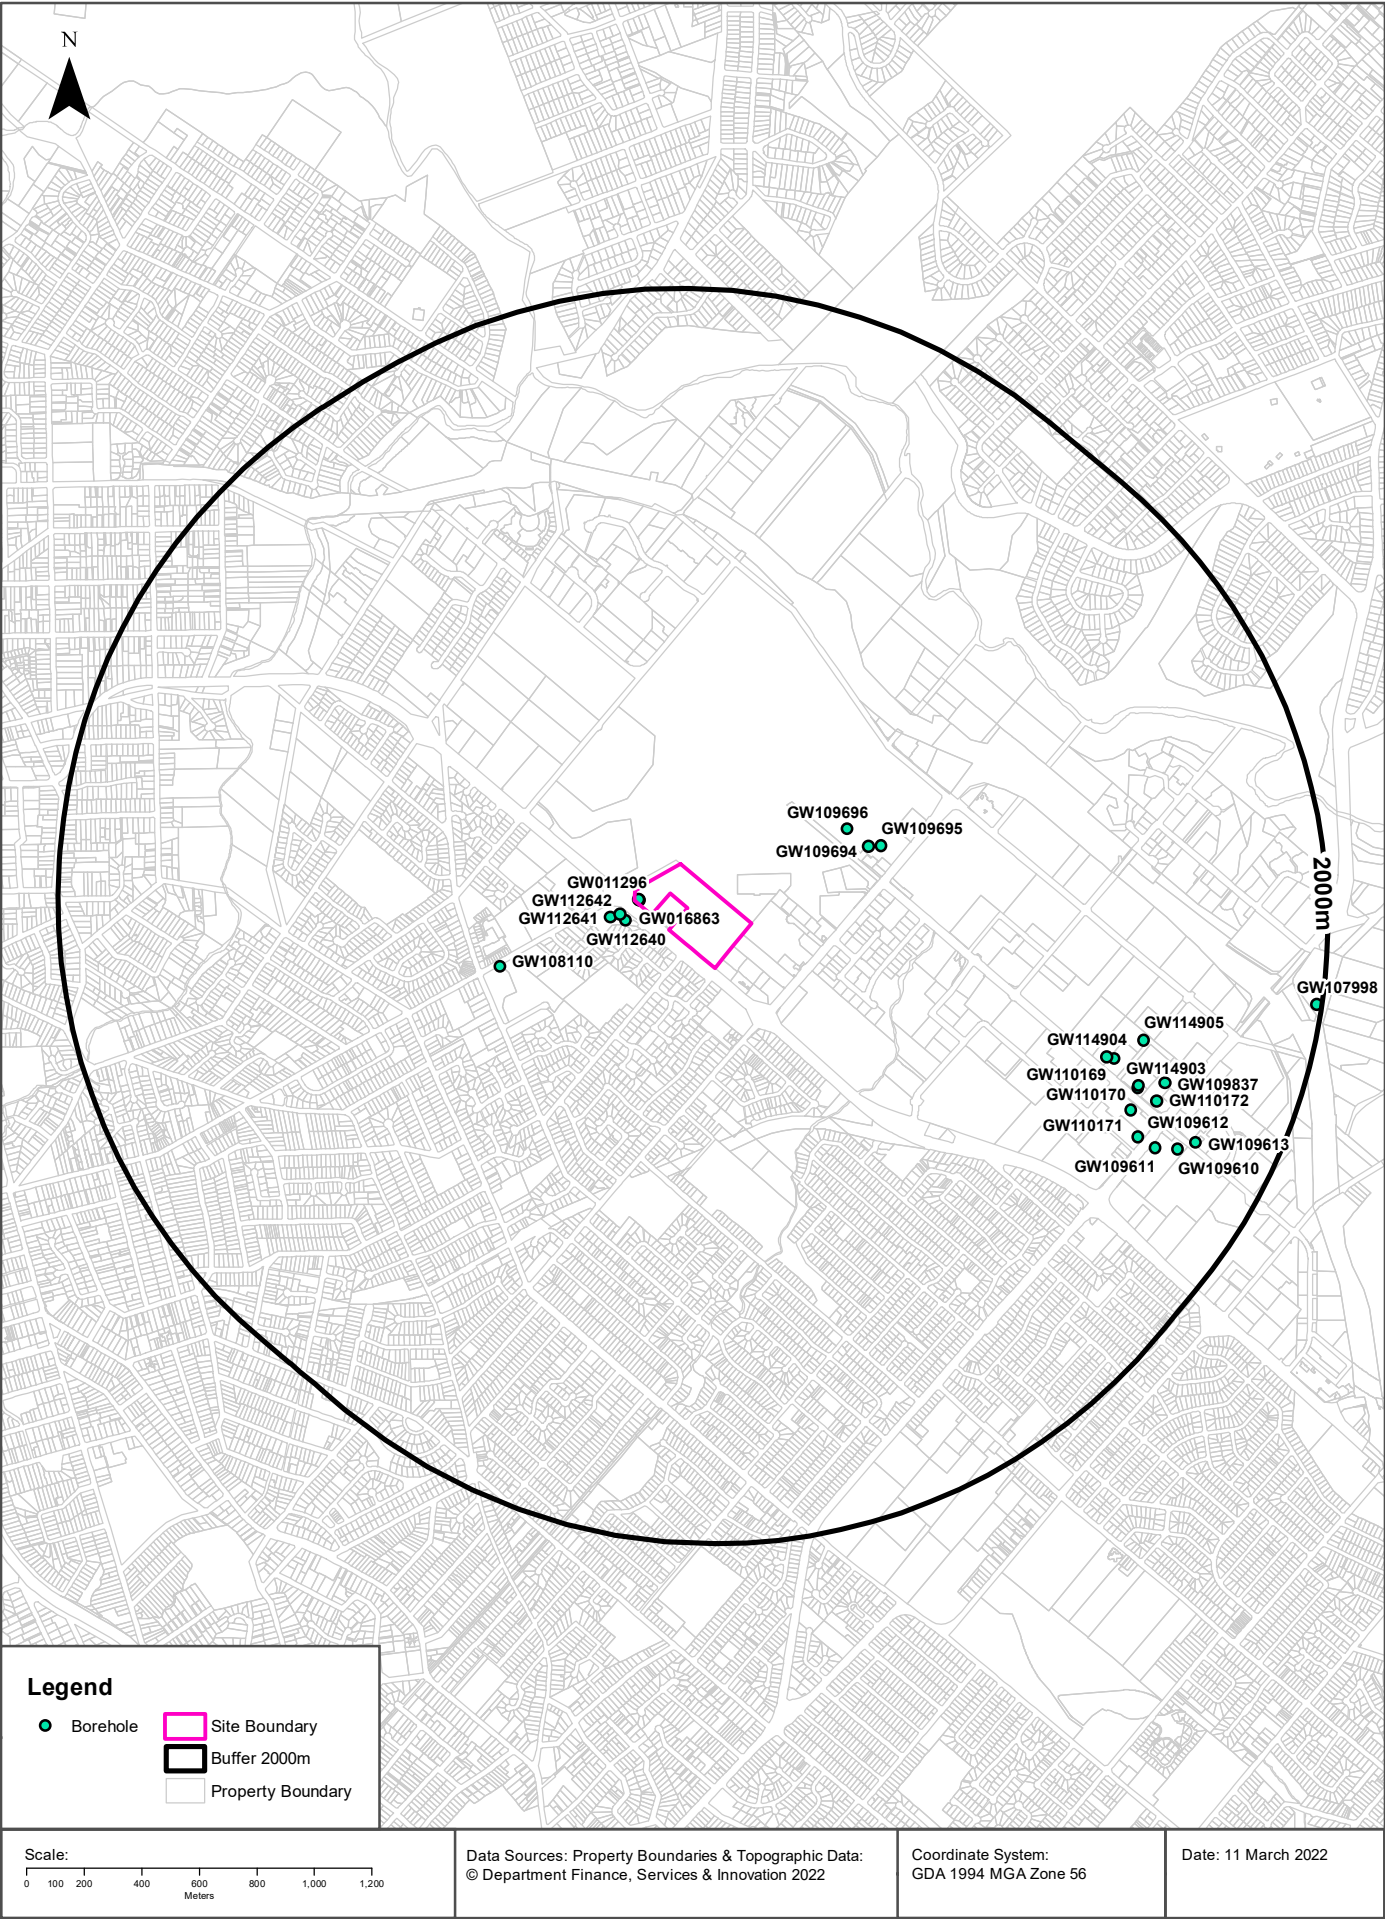 N
GW109696
GW109695
GW109694
GW011296
GW112642
GW112641
GW016863
GW112640
GW108110
2000m
GW107998
GW114905
GW114904
GW114903
GW110169
GW109837
GW110170
GW110172
GW109612
GW110171
GW109613
GW109611
GW109610
Legend
Borehole
Site Boundary
Buffer 2000m
Property Boundary
Scale:
0 100 200 400 600 800 1,000 1,200
Meters
Data Sources: Property Boundaries & Topographic Data:
© Department Finance, Services & Innovation 2022
Coordinate System:
GDA 1994 MGA Zone 56
Date: 11 March 2022